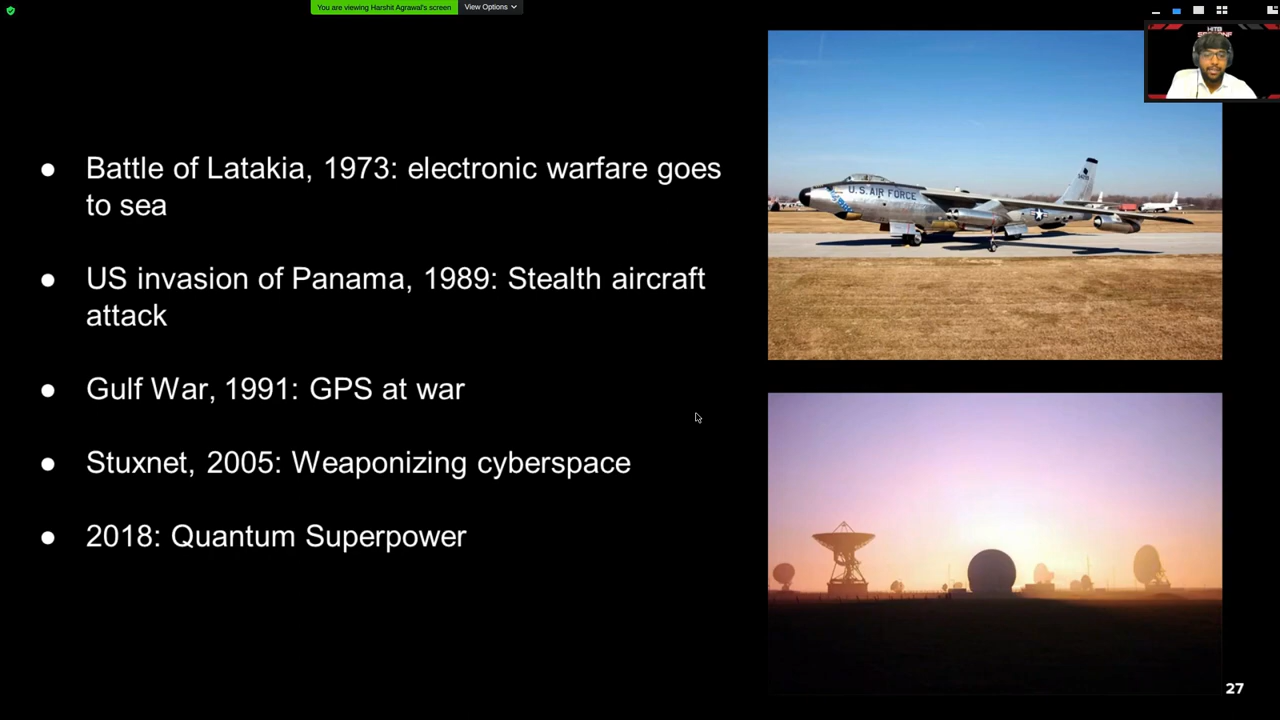 You are viewing Harshit Agrawal's screen
View Options
HITB
SECCONF
● Battle of Latakia, 1973: electronic warfare goes
to sea
● US invasion of Panama, 1989: Stealth aircraft
attack
● Gulf War, 1991: GPS at war
● Stuxnet, 2005: Weaponizing cyberspace
● 2018: Quantum Superpower
U.S. AIR FORCE
27